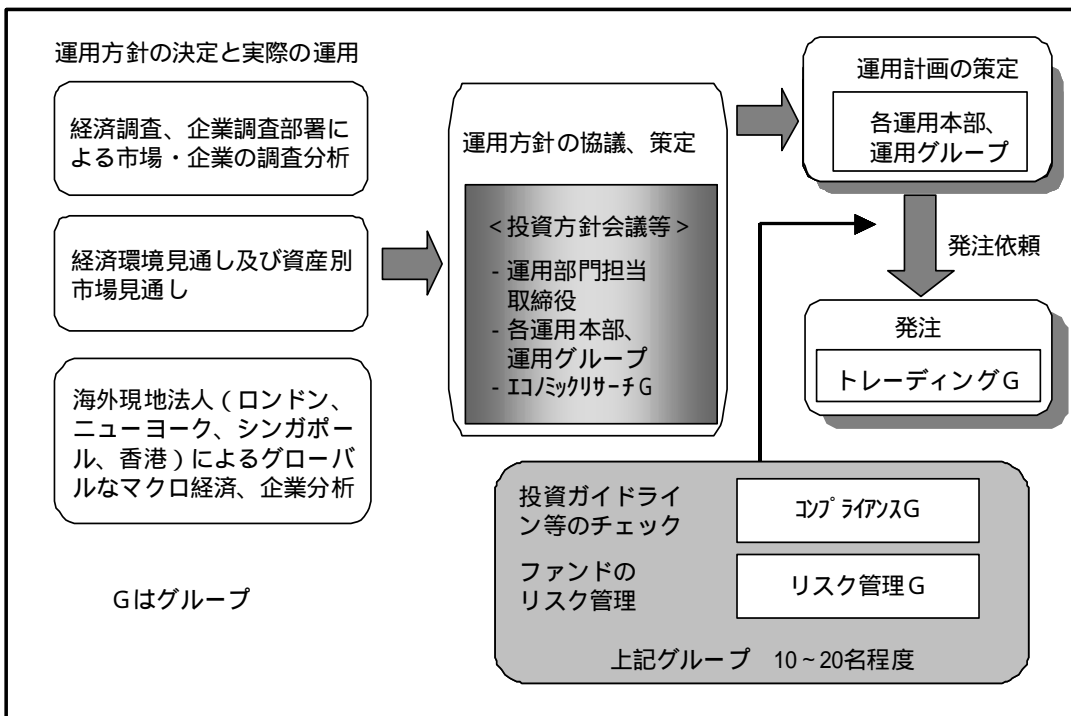 運用方針の決定と実際の運用
経済調査、企業調査部署に
よる市場・企業の調査分析
経済環境見通し及び資産別
市場見通し
海外現地法人(ロンドン、
ニューヨーク、シンガポー
ル、香港)によるグローバ
ルなマクロ経済、企業分析
Gはグループ
運用方針の協議、策定
<投資方針会議等>
- 運用部門担当
取締役
- 各運用本部、
運用グループ
- ｴｺﾉﾐｯｸﾘｻｰﾁG
運用計画の策定
各運用本部、
運用グループ
発注依頼
発注
トレーディングG
投資ガイドライ
ン等のチェック
ｺﾝﾌﾟﾗｲｱﾝｽG
ファンドの
リスク管理
リスク管理G
上記グループ 10~20名程度